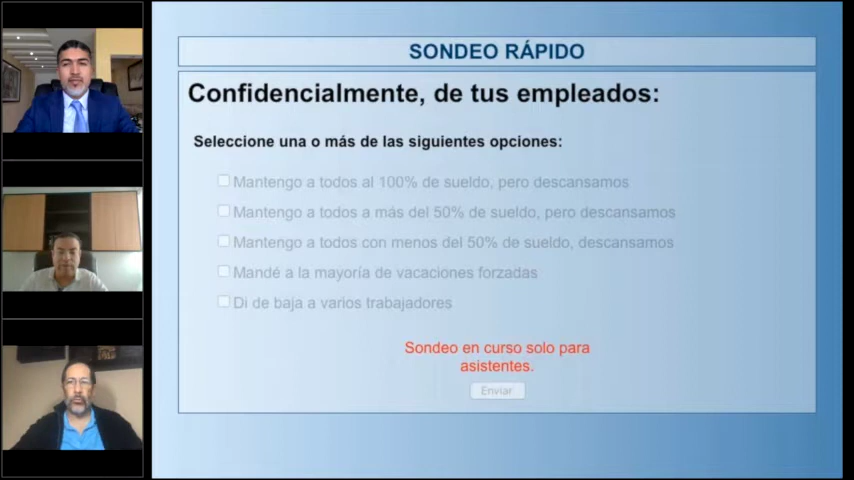 SONDEO RÁPIDO
Confidencialmente, de tus empleados:
Seleccione una o más de las siguientes opciones:
Mantengo a todos al 100% de sueldo, pero descansamos
Mantengo a todos a más del 50% de sueldo, pero descansamos
Mantengo a todos con menos del 50% de sueldo, descansamos
Mandé a la mayoría de vacaciones forzadas
Di de baja a varios trabajadores
Sondeo en curso solo para
asistentes.
Enviar